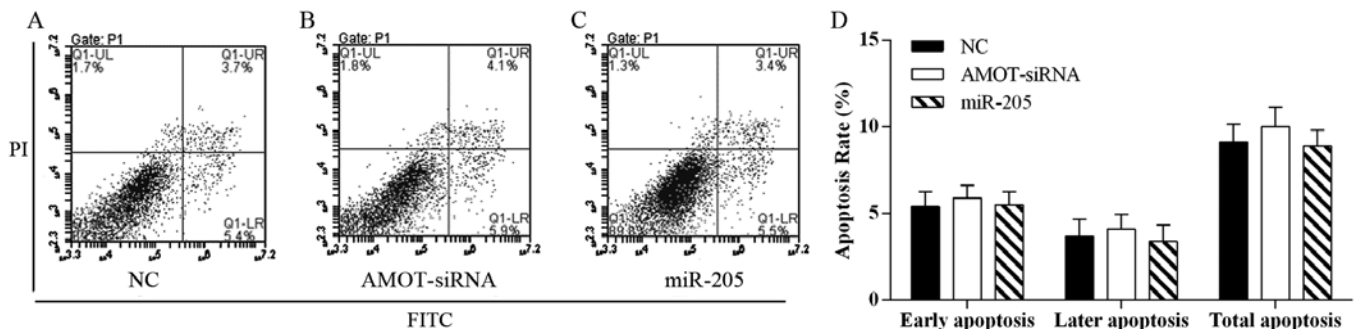 A
B
C
D
PI
Gate: P1
Q1-UL
1.7%
Q1-UR
3.7%
Q1-LR
5.4%
NC
Gate: P1
Q1-UL
1.8%
Q1-UR
4.1%
Q1-LR
5.9%
AMOT-siRNA
Gate: P1
Q1-UL
1.3%
Q1-UR
3.4%
Q1-LR
5.5%
miR-205
FITC
NC
AMOT-siRNA
miR-205
Apoptosis Rate (%)
15
10
5
0
Early apoptosis Later apoptosis Total apoptosis